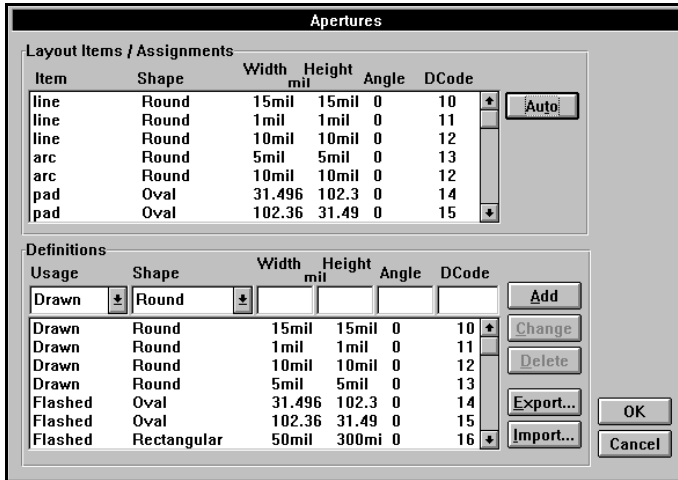 Apertures
Layout Items / Assignments
Item Shape Width Height Angle DCode
mil
line Round 15mil 15mil 0 10
line Round 1mil 1mil 0 11
line Round 10mil 10mil 0 12
arc Round 5mil 5mil 0 13
arc Round 10mil 10mil 0 12
pad Oval 31.496 102.3 0 14
pad Oval 102.36 31.49 0 15
Auto
Definitions
Usage Shape Width Height Angle DCode
mil
Drawn Round
Drawn Round 15mil 15mil 0 10
Drawn Round 1mil 1mil 0 11
Drawn Round 10mil 10mil 0 12
Drawn Round 5mil 5mil 0 13
Flashed Oval 31.496 102.3 0 14
Flashed Oval 102.36 31.49 0 15
Flashed Rectangular 50mil 300mi 0 16
Add
Change
Delete
Export...
Import...
OK
Cancel